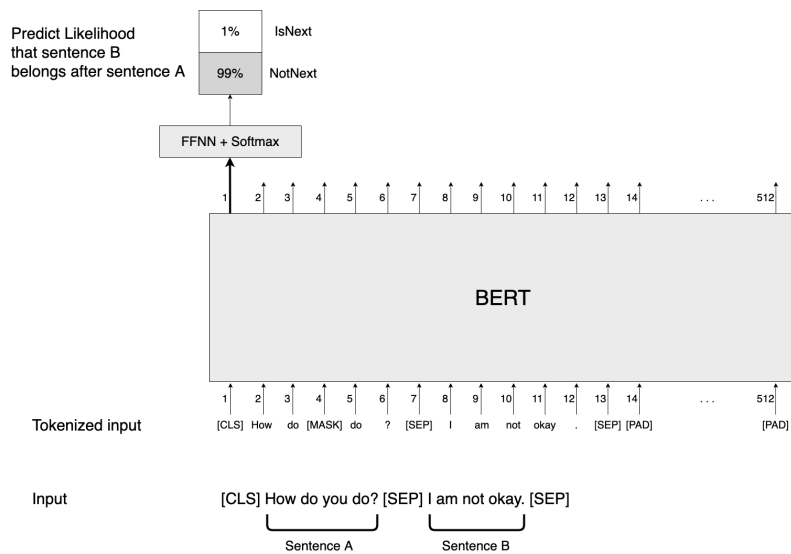 Predict Likelihood
that sentence B
belongs after sentence A
1% IsNext
99% NotNext
FFNN + Softmax
1 2 3 4 5 6 7 8 9 10 11 12 13 14 . . . 512
BERT
1 2 3 4 5 6 7 8 9 10 11 12 13 14 . . . 512
Tokenized input [CLS] How do [MASK] do ? [SEP] I am not okay . [SEP] [PAD] [PAD]
Input [CLS] How do you do? [SEP] I am not okay. [SEP]
Sentence A Sentence B